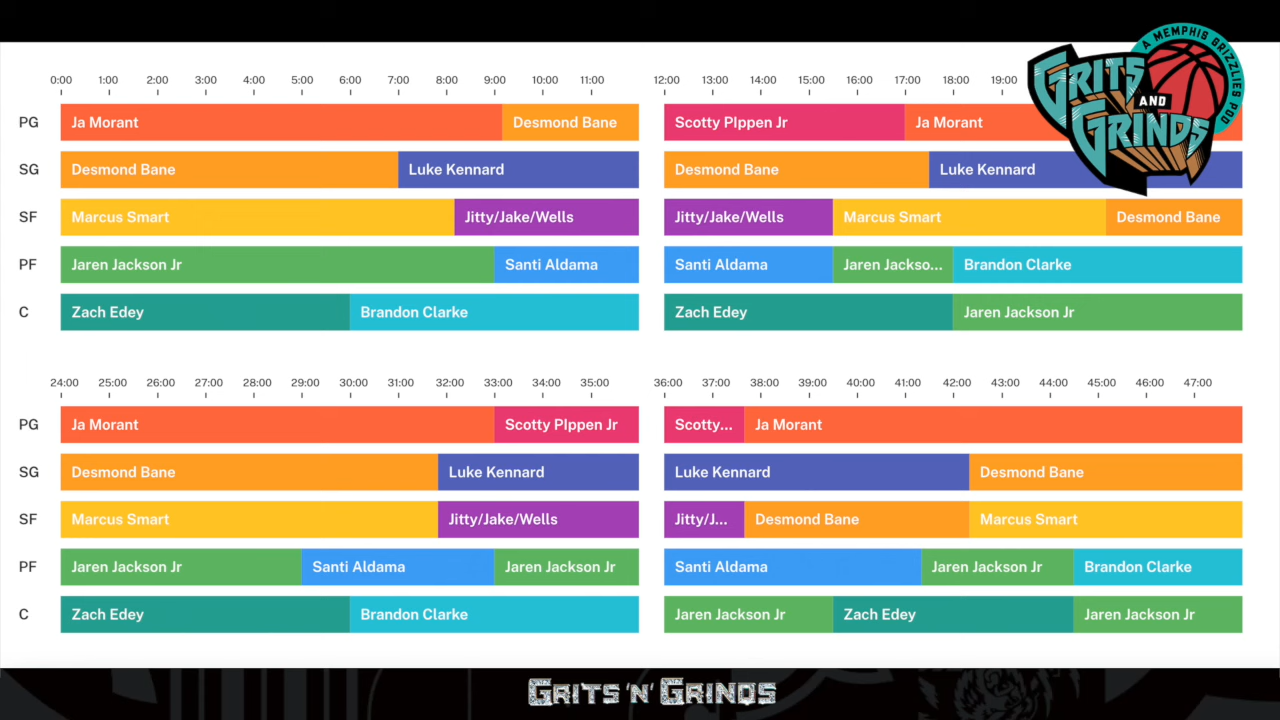 A MEMPHIS GRIZZLIES POD
GRITS
AND
GRINDS
0:00 1:00 2:00 3:00 4:00 5:00 6:00 7:00 8:00 9:00 10:00 11:00 12:00 13:00 14:00 15:00 16:00 17:00 18:00 19:00
PG Ja Morant Desmond Bane Scotty PIppen Jr Ja Morant
SG Desmond Bane Luke Kennard Desmond Bane Luke Kennard
SF Marcus Smart Jitty/Jake/Wells Jitty/Jake/Wells Marcus Smart Desmond Bane
PF Jaren Jackson Jr Santi Aldama Santi Aldama Jaren Jackso... Brandon Clarke
C Zach Edey Brandon Clarke Zach Edey Jaren Jackson Jr
24:00 25:00 26:00 27:00 28:00 29:00 30:00 31:00 32:00 33:00 34:00 35:00 36:00 37:00 38:00 39:00 40:00 41:00 42:00 43:00 44:00 45:00 46:00 47:00
PG Ja Morant Scotty PIppen Jr Scotty... Ja Morant
SG Desmond Bane Luke Kennard Luke Kennard Desmond Bane
SF Marcus Smart Jitty/Jake/Wells Jitty/J... Desmond Bane Marcus Smart
PF Jaren Jackson Jr Santi Aldama Jaren Jackson Jr Santi Aldama Jaren Jackson Jr Brandon Clarke
C Zach Edey Brandon Clarke Jaren Jackson Jr Zach Edey Jaren Jackson Jr
GRITS 'N' GRINDS